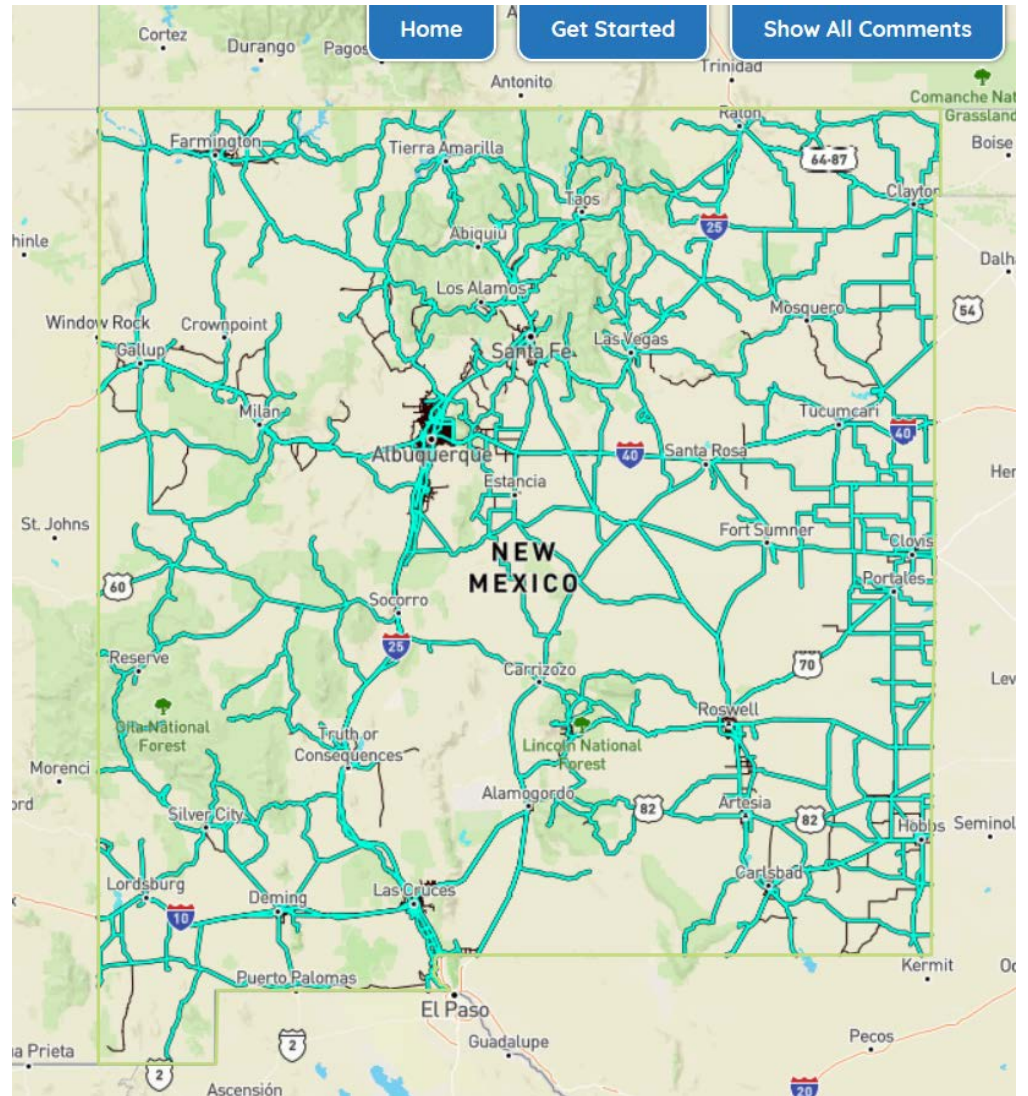 Home
Get Started
Show All Comments
Cortez
Durango
Pagos
A
Antonito
Trinidad
Comanche Nat
Grassland
Raton
Farmington
Tierra Amarilla
64-87
Boise
Clayton
Taos
25
hinle
Abiquiu
Dalh
Los Alamos
Mosquero
54
Window Rock
Crownpoint
Gallup
Santa Fe
Las Vegas
Milan
Tucumcari
40
Albuquerque
40
Santa Rosa
Her
Estancia
St. Johns
Fort Sumner
Clovis
NEW
MEXICO
60
Portales
Socorro
25
Reserve
Carrizozo
70
Lev
Gila National
Forest
Roswell
Truth or
Consequences
Lincoln National
Forest
Morenci
ord
Alamogordo
82
Artesia
82
Silver City
Hobbs
Seminol
Lordsburg
Deming
Las Cruces
Carlsbad
10
Puerto Palomas
Kermit
Oc
El Paso
2
Guadalupe
Pecos
ua Prieta
2
Ascensión
20